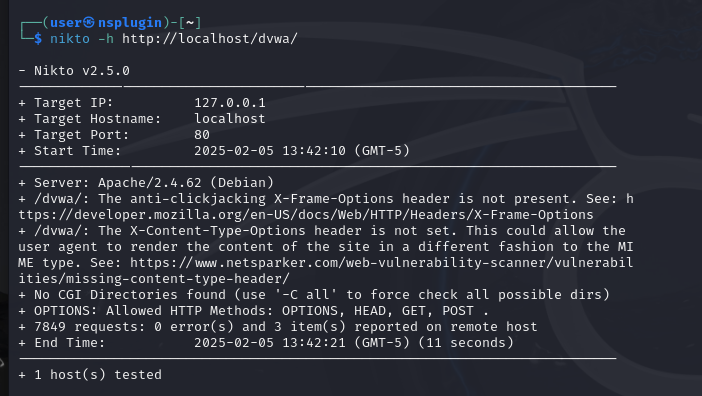 ┌──(user㉿nsplugin)-[~]
└─$ nikto -h http://localhost/dvwa/
- Nikto v2.5.0
---------------------------------------------------------------------------
+ Target IP:          127.0.0.1
+ Target Hostname:    localhost
+ Target Port:        80
+ Start Time:         2025-02-05 13:42:10 (GMT-5)
---------------------------------------------------------------------------
+ Server: Apache/2.4.62 (Debian)
+ /dvwa/: The anti-clickjacking X-Frame-Options header is not present. See: h
ttps://developer.mozilla.org/en-US/docs/Web/HTTP/Headers/X-Frame-Options
+ /dvwa/: The X-Content-Type-Options header is not set. This could allow the
user agent to render the content of the site in a different fashion to the MI
ME type. See: https://www.netsparker.com/web-vulnerability-scanner/vulnerabil
ities/missing-content-type-header/
+ No CGI Directories found (use '-C all' to force check all possible dirs)
+ OPTIONS: Allowed HTTP Methods: OPTIONS, HEAD, GET, POST .
+ 7849 requests: 0 error(s) and 3 item(s) reported on remote host
+ End Time:           2025-02-05 13:42:21 (GMT-5) (11 seconds)
---------------------------------------------------------------------------
+ 1 host(s) tested